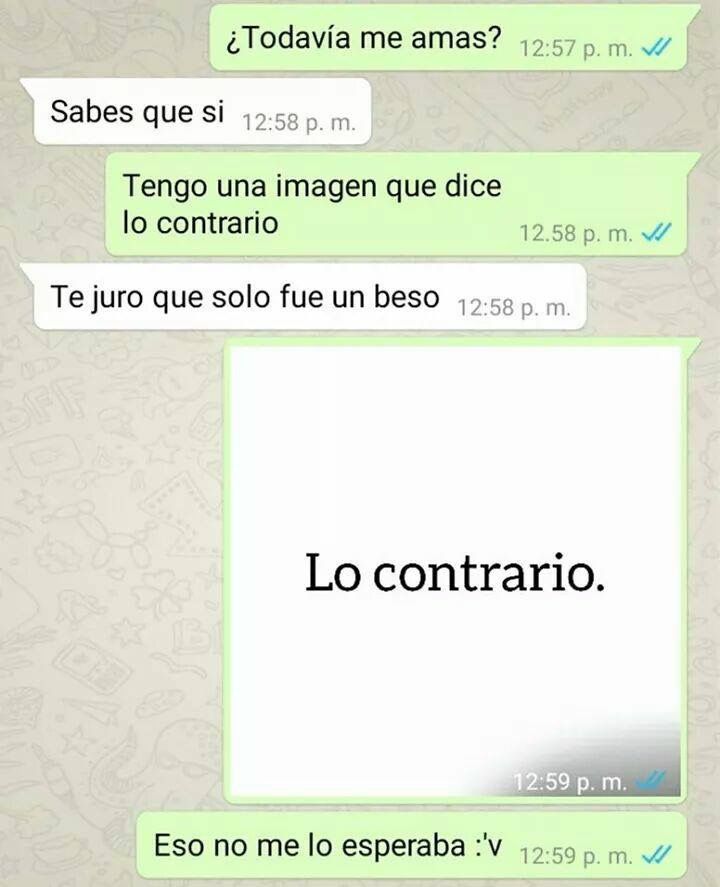 ¿Todavía me amas? 12:57 p. m.
Sabes que si 12:58 p. m.
Tengo una imagen que dice
lo contrario 12.58 p. m.
Te juro que solo fue un beso 12:58 p. m.
Lo contrario.
12:59 p. m.
Eso no me lo esperaba :'v 12:59 p. m.